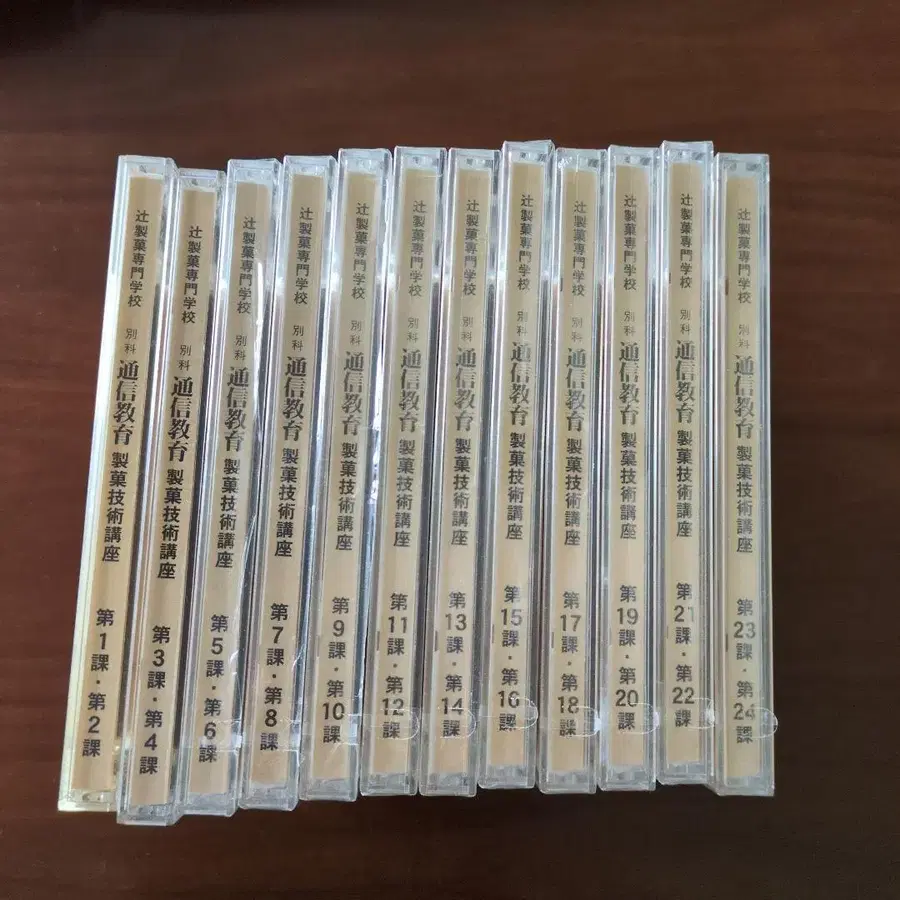 辻製菓専門学校 別科 通信教育 製菓技術講座 第1課・第2課
辻製菓専門学校 別科 通信教育 製菓技術講座 第3課・第4課
辻製菓専門学校 別科 通信教育 製菓技術講座 第5課・第6課
辻製菓専門学校 別科 通信教育 製菓技術講座 第7課・第8課
辻製菓専門学校 別科 通信教育 製菓技術講座 第9課・第10課
辻製菓専門学校 別科 通信教育 製菓技術講座 第11課・第12課
辻製菓専門学校 別科 通信教育 製菓技術講座 第13課・第14課
辻製菓専門学校 別科 通信教育 製菓技術講座 第15課・第16課
辻製菓専門学校 別科 通信教育 製菓技術講座 第17課・第18課
辻製菓専門学校 別科 通信教育 製菓技術講座 第19課・第20課
辻製菓専門学校 別科 通信教育 製菓技術講座 第21課・第22課
辻製菓専門学校 別科 通信教育 製菓技術講座 第23課・第24課